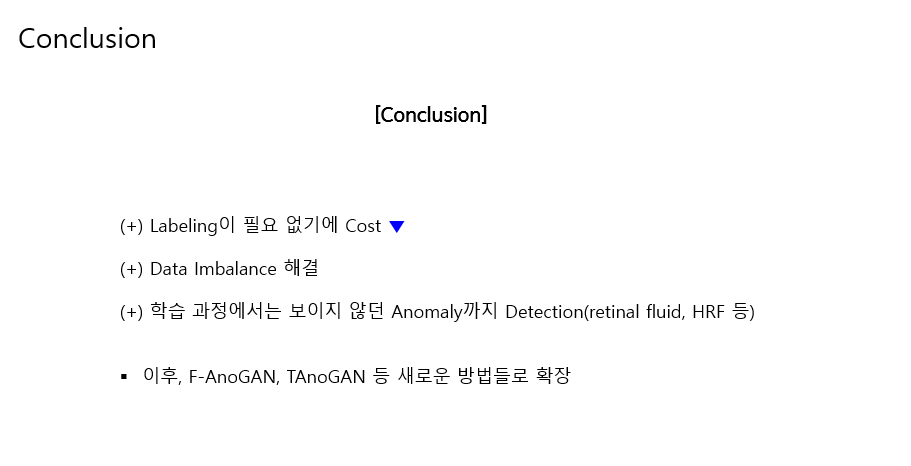 Conclusion
[Conclusion]
(+) Labeling이 필요 없기에 Cost ▼
(+) Data Imbalance 해결
(+) 학습 과정에서는 보이지 않던 Anomaly까지 Detection(retinal fluid, HRF 등)
▪ 이후, F-AnoGAN, TAnoGAN 등 새로운 방법들로 확장